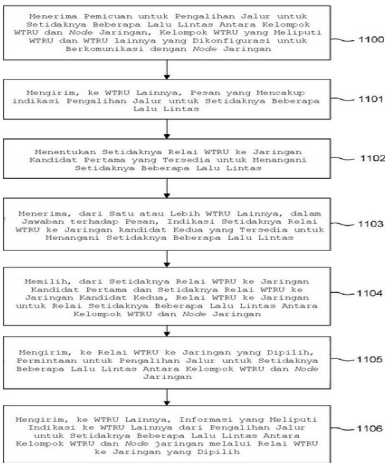 Menerima Pemicuan untuk Pengalihan Jalur untuk
Setidaknya Beberapa Lalu Lintas Antara Kelompok
WTRU dan Node Jaringan, Kelompok WTRU yang Meliputi
WTRU dan WTRU lainnya yang Dikonfigurasi untuk
Berkomunikasi dengan Node Jaringan
1100
Mengirim, ke WTRU Lainnya, Pesan yang Mencakup
indikasi Pengalihan Jalur untuk Setidaknya Beberapa
Lalu Lintas
1101
Menentukan Setidaknya Relai WTRU ke Jaringan
Kandidat Pertama yang Tersedia untuk Menangani
Setidaknya Beberapa Lalu Lintas
1102
Menerima, dari Satu atau Lebih WTRU Lainnya, dalam
Jawaban terhadap Pesan, Indikasi Setidaknya Relai
WTRU ke Jaringan kandidat Kedua yang Tersedia untuk
Menangani Setidaknya Beberapa Lalu Lintas
1103
Memilih, dari Setidaknya Relai WTRU ke Jaringan
Kandidat Pertama dan Setidaknya Relai WTRU ke
Jaringan Kandidat Kedua, Relai WTRU ke Jaringan
untuk Relai Setidaknya Beberapa Lalu Lintas Antara
Kelompok WTRU dan Node Jaringan
1104
Mengirim, ke Relai WTRU ke Jaringan yang Dipilih,
Permintaan untuk Pengalihan Jalur untuk Setidaknya
Beberapa Lalu Lintas Antara Kelompok WTRU dan Node
Jaringan
1105
Mengirim, ke WTRU Lainnya, Informasi yang Meliputi
Indikasi ke WTRU Lainnya dari Pengalihan Jalur
untuk Setidaknya Beberapa Lalu Lintas Antara
Kelompok WTRU dan Node jaringan melalui Relai WTRU
ke Jaringan yang Dipilih
1106